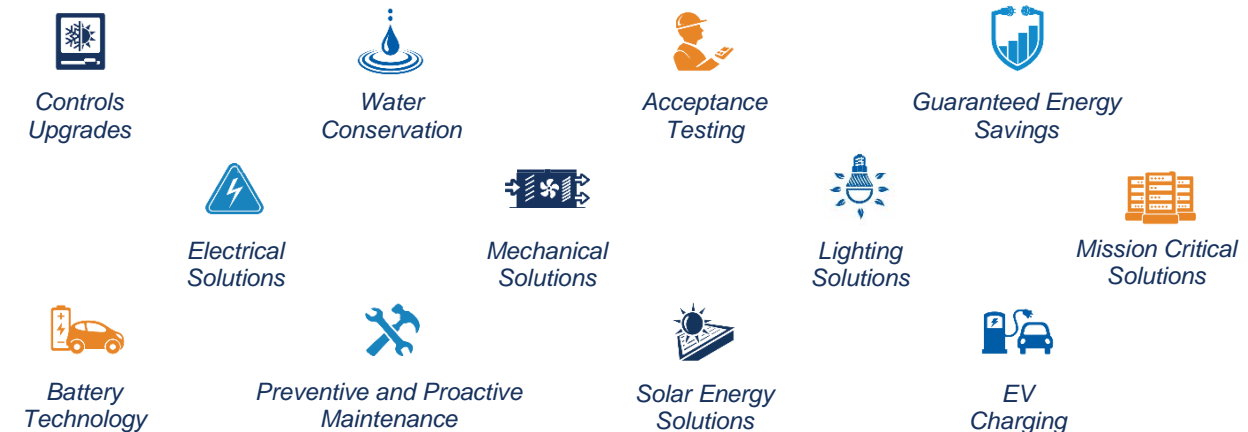 Controls
Upgrades
Water
Conservation
Acceptance
Testing
Guaranteed Energy
Savings
Electrical
Solutions
Mechanical
Solutions
Lighting
Solutions
Mission Critical
Solutions
Battery
Technology
Preventive and Proactive
Maintenance
Solar Energy
Solutions
EV
Charging